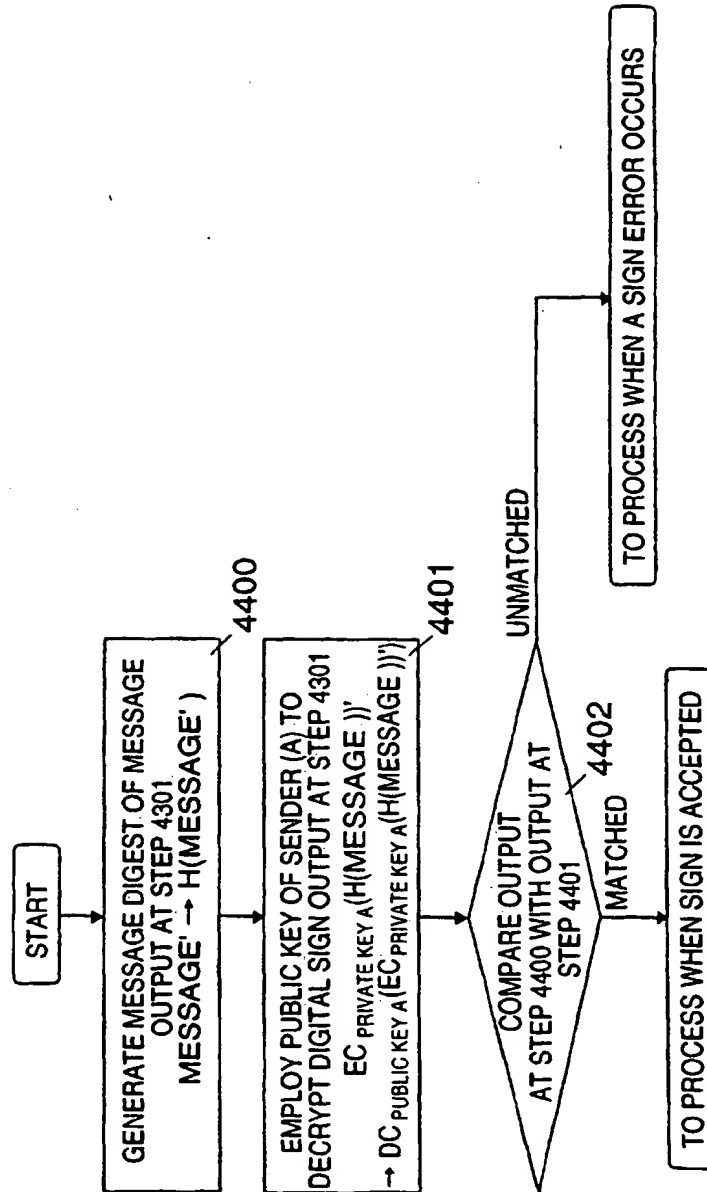 START
GENERATE MESSAGE DIGEST OF MESSAGE
OUTPUT AT STEP 4301
MESSAGE' → H(MESSAGE' )
4400
EMPLOY PUBLIC KEY OF SENDER (A) TO
DECRYPT DIGITAL SIGN OUTPUT AT STEP 4301
EC PRIVATE KEY A (H(MESSAGE ))'
→ DC PUBLIC KEY A (EC PRIVATE KEY A (H(MESSAGE ))')
4401
COMPARE OUTPUT
AT STEP 4400 WITH OUTPUT AT
STEP 4401
4402
UNMATCHED
MATCHED
TO PROCESS WHEN SIGN IS ACCEPTED
TO PROCESS WHEN A SIGN ERROR OCCURS